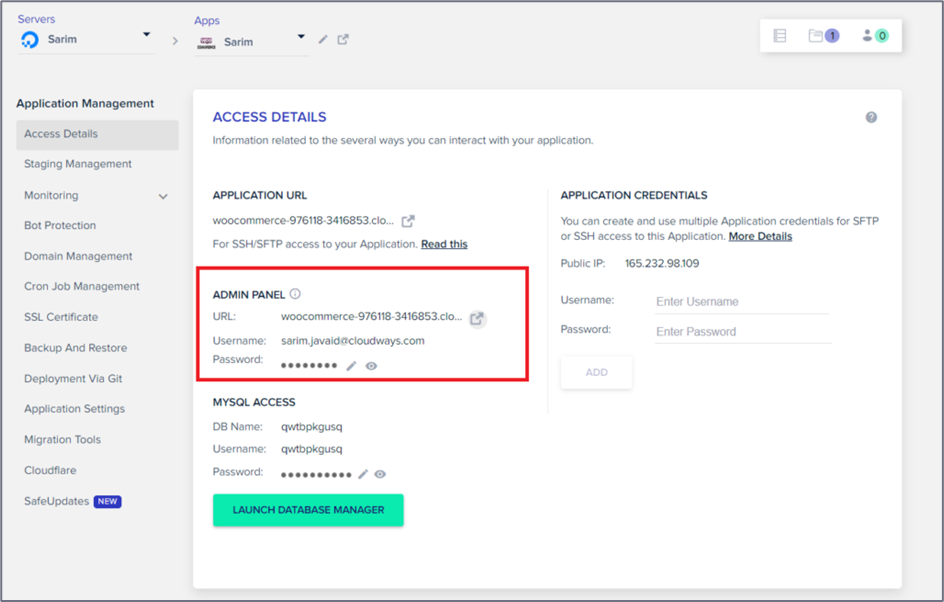 Servers
Sarim
Apps
Sarim
1
0
Application Management
Access Details
Staging Management
Monitoring
Bot Protection
Domain Management
Cron Job Management
SSL Certificate
Backup And Restore
Deployment Via Git
Application Settings
Migration Tools
Cloudflare
SafeUpdates NEW
ACCESS DETAILS
Information related to the several ways you can interact with your application.
APPLICATION URL
woocommerce-976118-3416853.clo...
For SSH/SFTP access to your Application. Read this
ADMIN PANEL
URL: woocommerce-976118-3416853.clo...
Username: sarim.javaid@cloudways.com
Password: ●●●●●●●●
MYSQL ACCESS
DB Name: qwtbpkgusq
Username: qwtbpkgusq
Password: ●●●●●●●●●●
LAUNCH DATABASE MANAGER
APPLICATION CREDENTIALS
You can create and use multiple Application credentials for SFTP
or SSH access to this Application. More Details
Public IP: 165.232.98.109
Username: Enter Username
Password: Enter Password
ADD